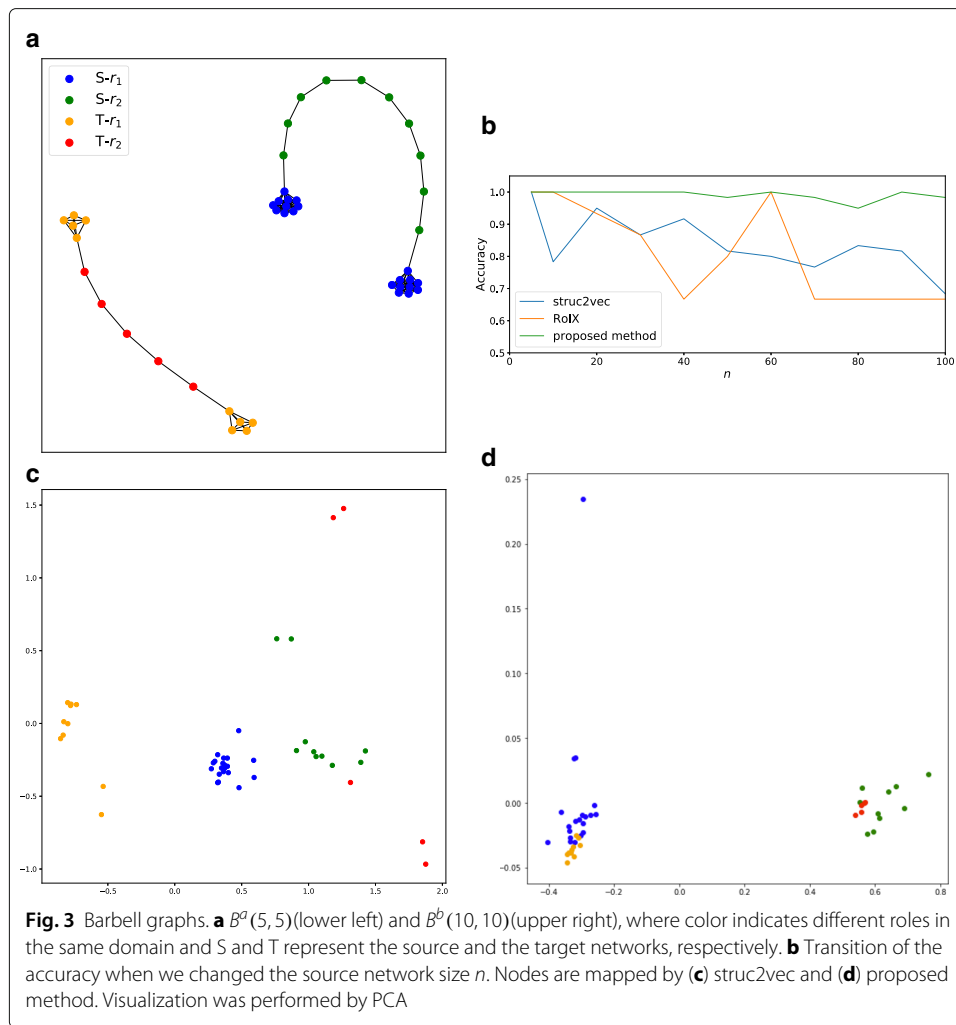 a
S-r₁
S-r₂
T-r₁
T-r₂
b
1.0
0.9
0.8
0.7
0.6
0.5
Accuracy
struc2vec
RolX
proposed method
0 20 40 60 80 100
n
c
1.5
1.0
0.5
0.0
−0.5
−1.0
−0.5 0.0 0.5 1.0 1.5 2.0
d
0.25
0.20
0.15
0.10
0.05
0.00
−0.05
−0.4 −0.2 0.0 0.2 0.4 0.6 0.8
Fig. 3 Barbell graphs. a Bᵃ(5, 5)(lower left) and Bᵇ(10, 10)(upper right), where color indicates different roles in
the same domain and S and T represent the source and the target networks, respectively. b Transition of the
accuracy when we changed the source network size n. Nodes are mapped by (c) struc2vec and (d) proposed
method. Visualization was performed by PCA